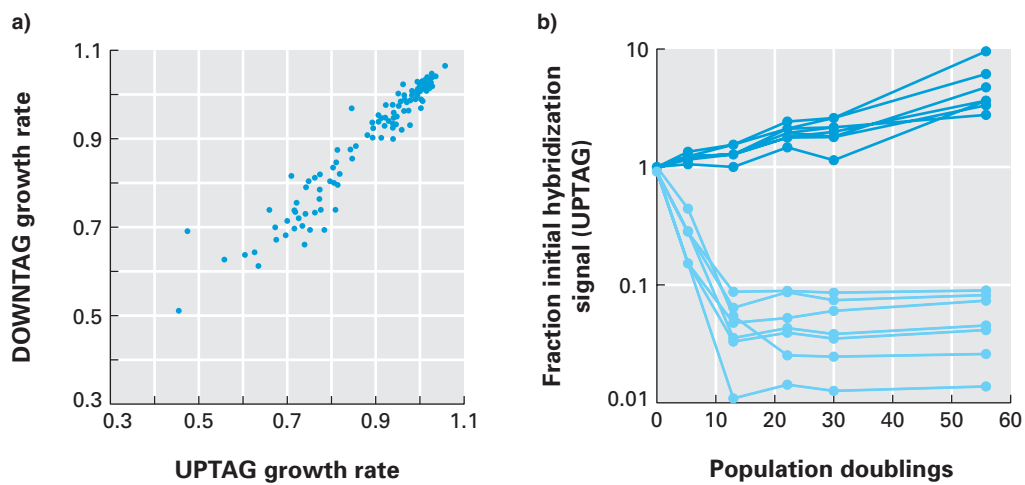 a)
1.1
0.9
0.7
0.5
0.3
DOWNTAG growth rate
0.3 0.5 0.7 0.9 1.1
UPTAG growth rate
b)
10
1
0.1
0.01
Fraction initial hybridization
signal (UPTAG)
0 10 20 30 40 50 60
Population doublings